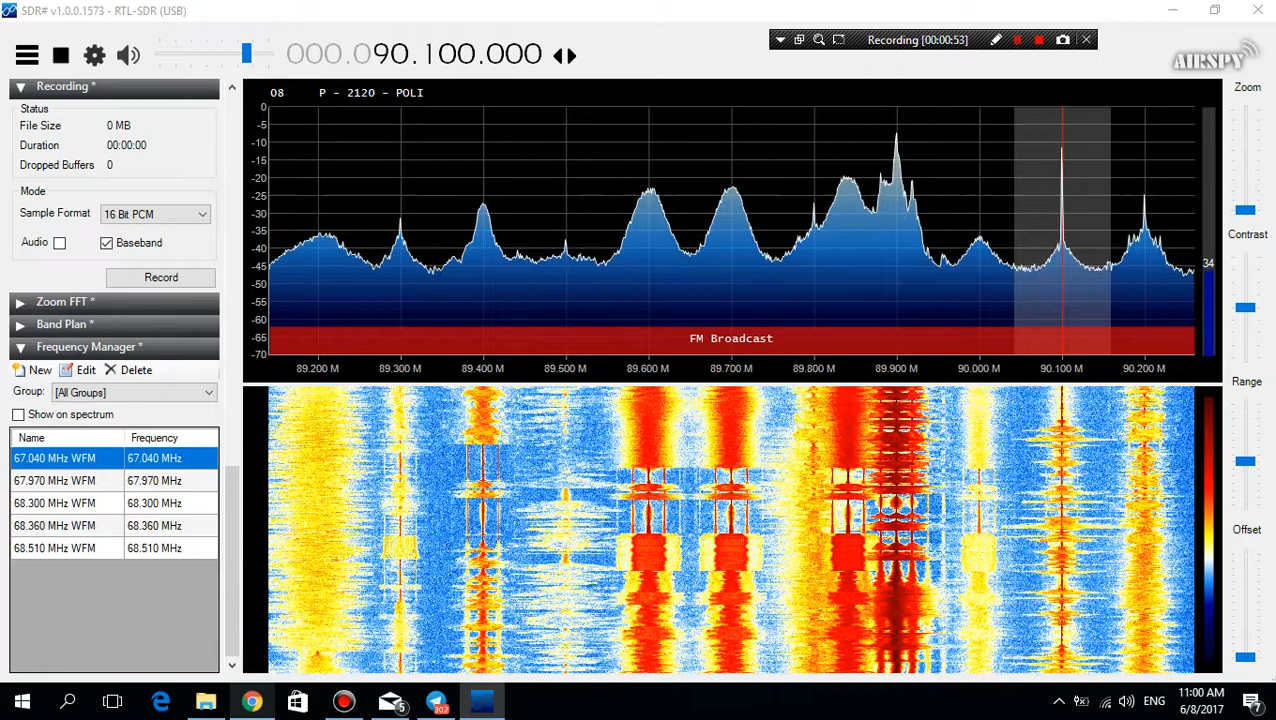 SDR# v1.0.0.1573 - RTL-SDR (USB)
000.090.100.000
Recording [00:00:53]
AIRSPY
Recording *
Status
File Size 0 MB
Duration 00:00:00
Dropped Buffers 0
Mode
Sample Format 16 Bit PCM
Audio Baseband
Record
Zoom FFT *
Band Plan *
Frequency Manager *
New Edit Delete
Group: [All Groups]
Show on spectrum
Name Frequency
67.040 MHz WFM 67.040 MHz
67.970 MHz WFM 67.970 MHz
68.300 MHz WFM 68.300 MHz
68.360 MHz WFM 68.360 MHz
68.510 MHz WFM 68.510 MHz
08 P - 2120 - POLI
0
-5
-10
-15
-20
-25
-30
-35
-40
-45
-50
-55
-60
-65
-70
FM Broadcast
89.200 M 89.300 M 89.400 M 89.500 M 89.600 M 89.700 M 89.800 M 89.900 M 90.000 M 90.100 M 90.200 M
34
Zoom
Contrast
Range
Offset
5
302
ENG
11:00 AM
6/8/2017
7